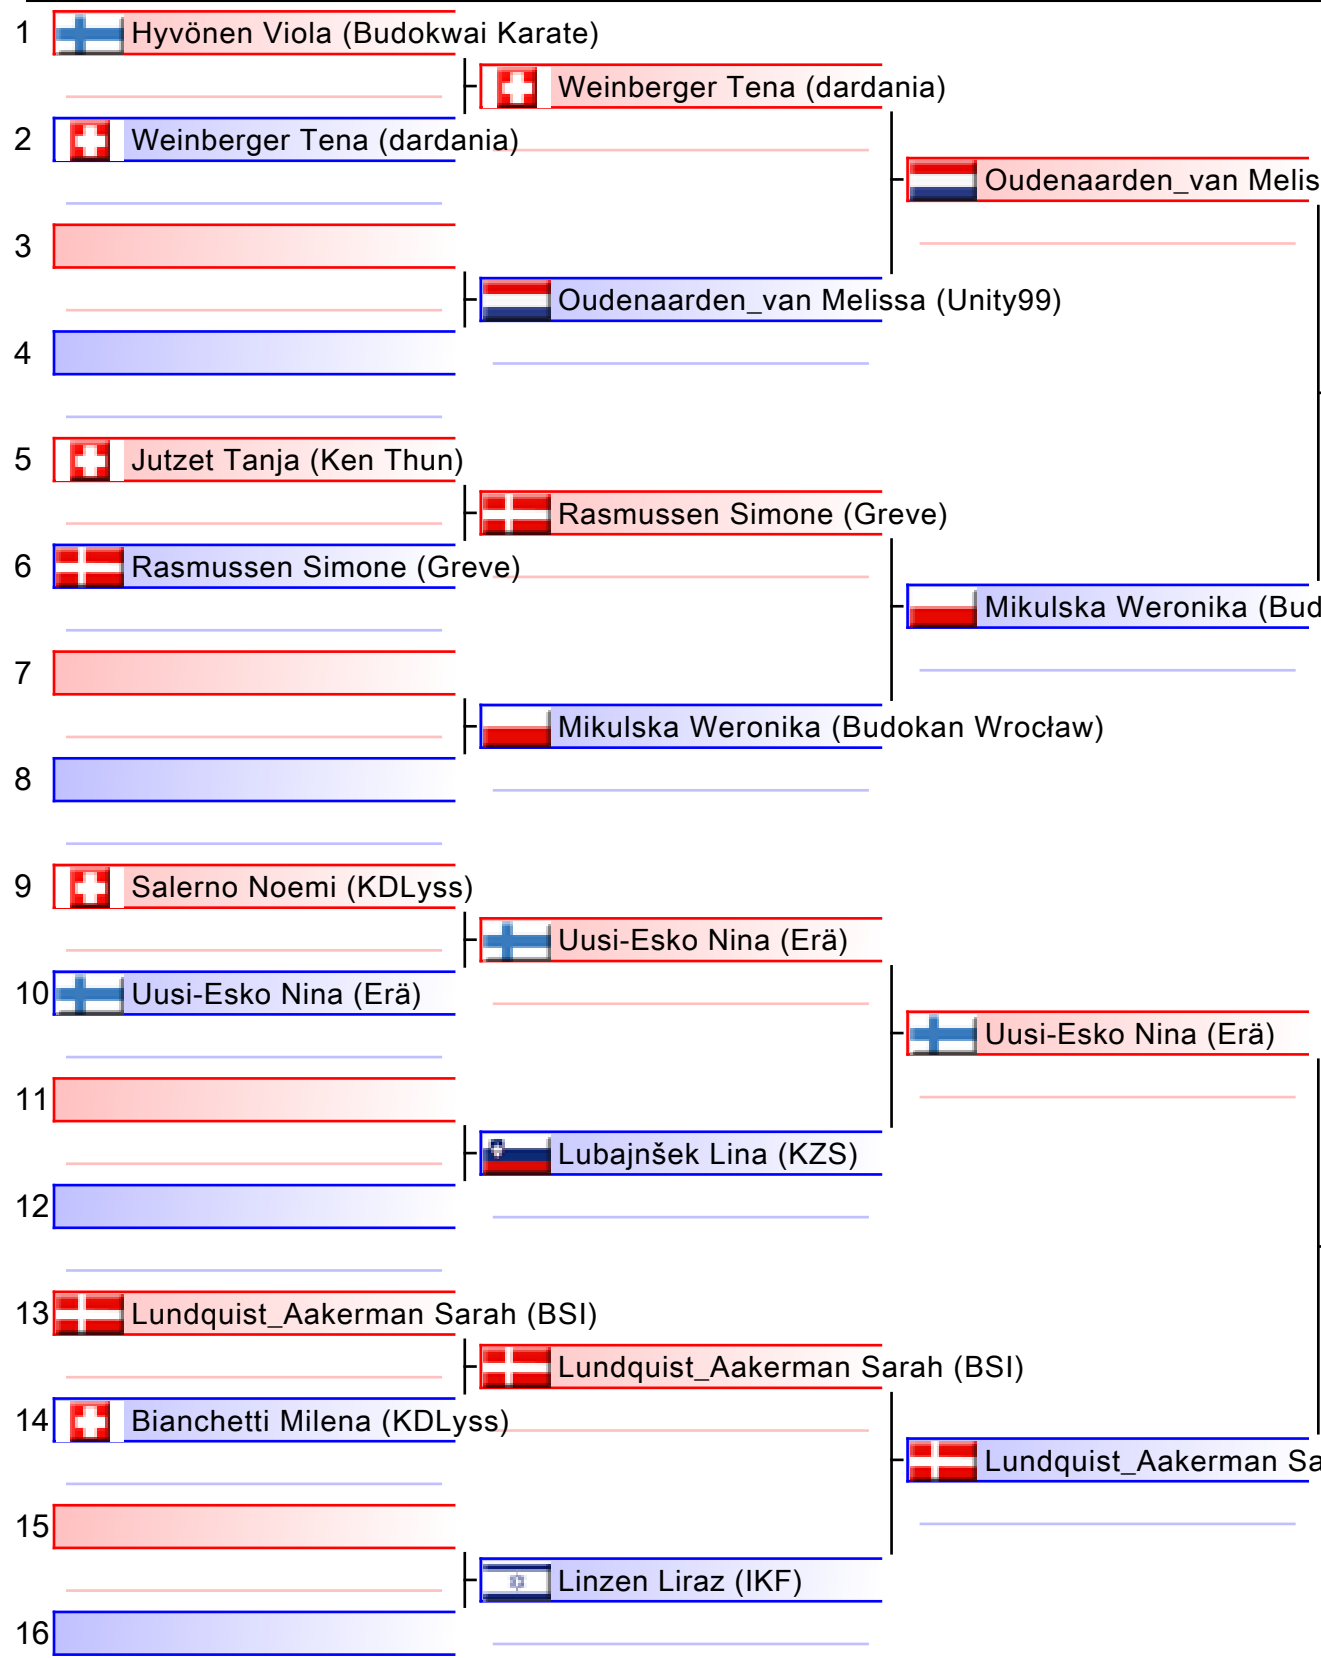 1 Hyvönen Viola (Budokwai Karate)
Weinberger Tena (dardania)
2 Weinberger Tena (dardania)
Oudenaarden_van Melis
3
Oudenaarden_van Melissa (Unity99)
4
5 Jutzet Tanja (Ken Thun)
Rasmussen Simone (Greve)
6 Rasmussen Simone (Greve)
Mikulska Weronika (Bud
7
Mikulska Weronika (Budokan Wrocław)
8
9 Salerno Noemi (KDLyss)
Uusi-Esko Nina (Erä)
10 Uusi-Esko Nina (Erä)
Uusi-Esko Nina (Erä)
11
Lubajnšek Lina (KZS)
12
13 Lundquist_Aakerman Sarah (BSI)
Lundquist_Aakerman Sarah (BSI)
14 Bianchetti Milena (KDLyss)
Lundquist_Aakerman Sa
15
Linzen Liraz (IKF)
16